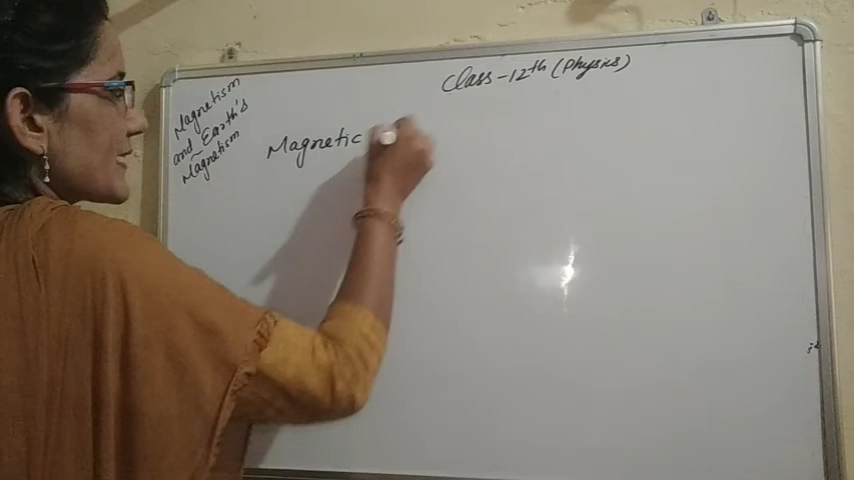 Class-12th (Physics)
Magnetism
and Earth's
Magnetism
Magnetic